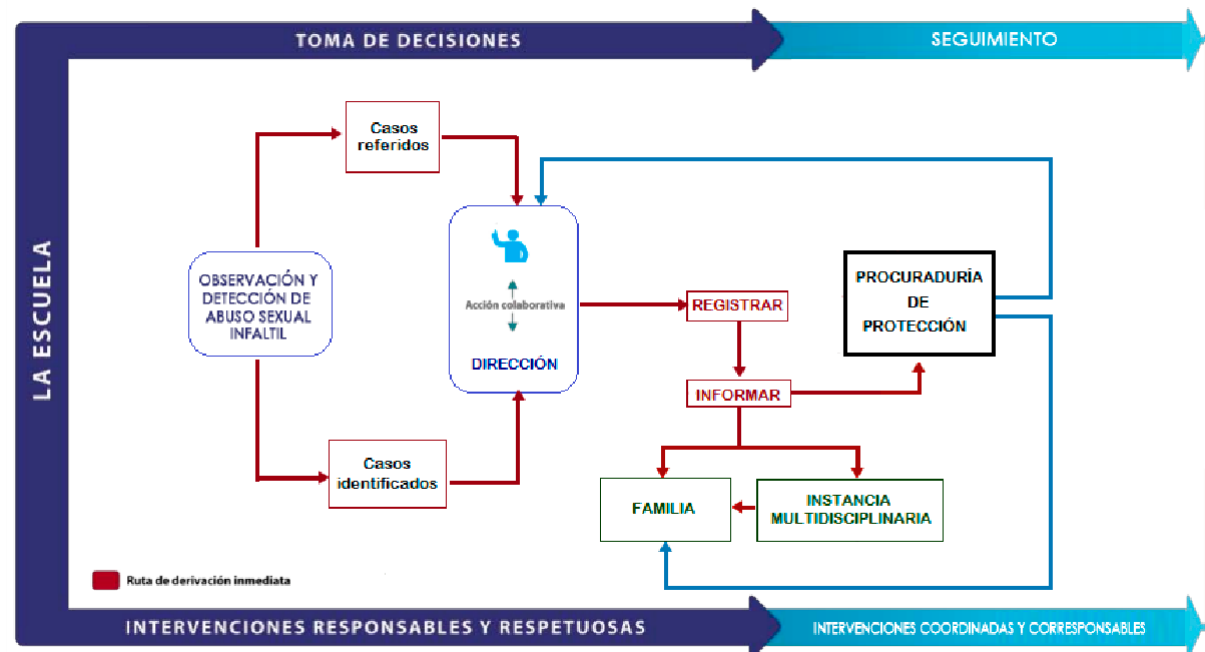 TOMA DE DECISIONES
SEGUIMIENTO
LA ESCUELA
Casos
referidos
OBSERVACIÓN Y
DETECCIÓN DE
ABUSO SEXUAL
INFALTIL
Acción colaborativa
DIRECCIÓN
REGISTRAR
PROCURADURÍA
DE
PROTECCIÓN
INFORMAR
Casos
identificados
FAMILIA
INSTANCIA
MULTIDISCIPLINARIA
Ruta de derivación inmediata
INTERVENCIONES RESPONSABLES Y RESPETUOSAS
INTERVENCIONES COORDINADAS Y CORRESPONSABLES